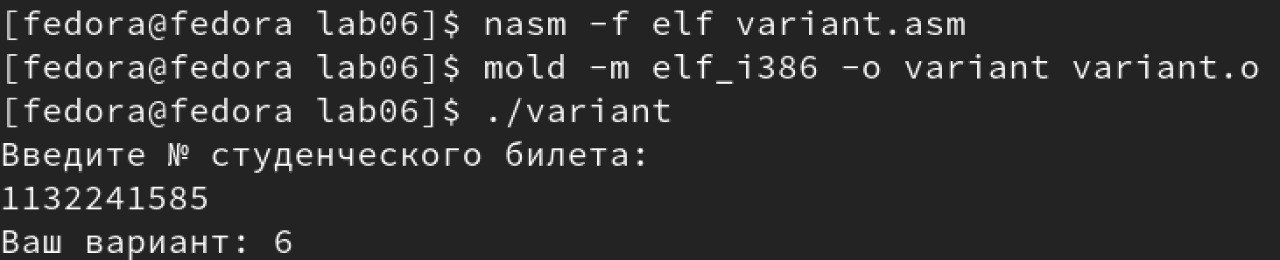 [fedora@fedora lab06]$ nasm -f elf variant.asm
[fedora@fedora lab06]$ mold -m elf_i386 -o variant variant.o
[fedora@fedora lab06]$ ./variant
Введите № студенческого билета:
1132241585
Ваш вариант: 6